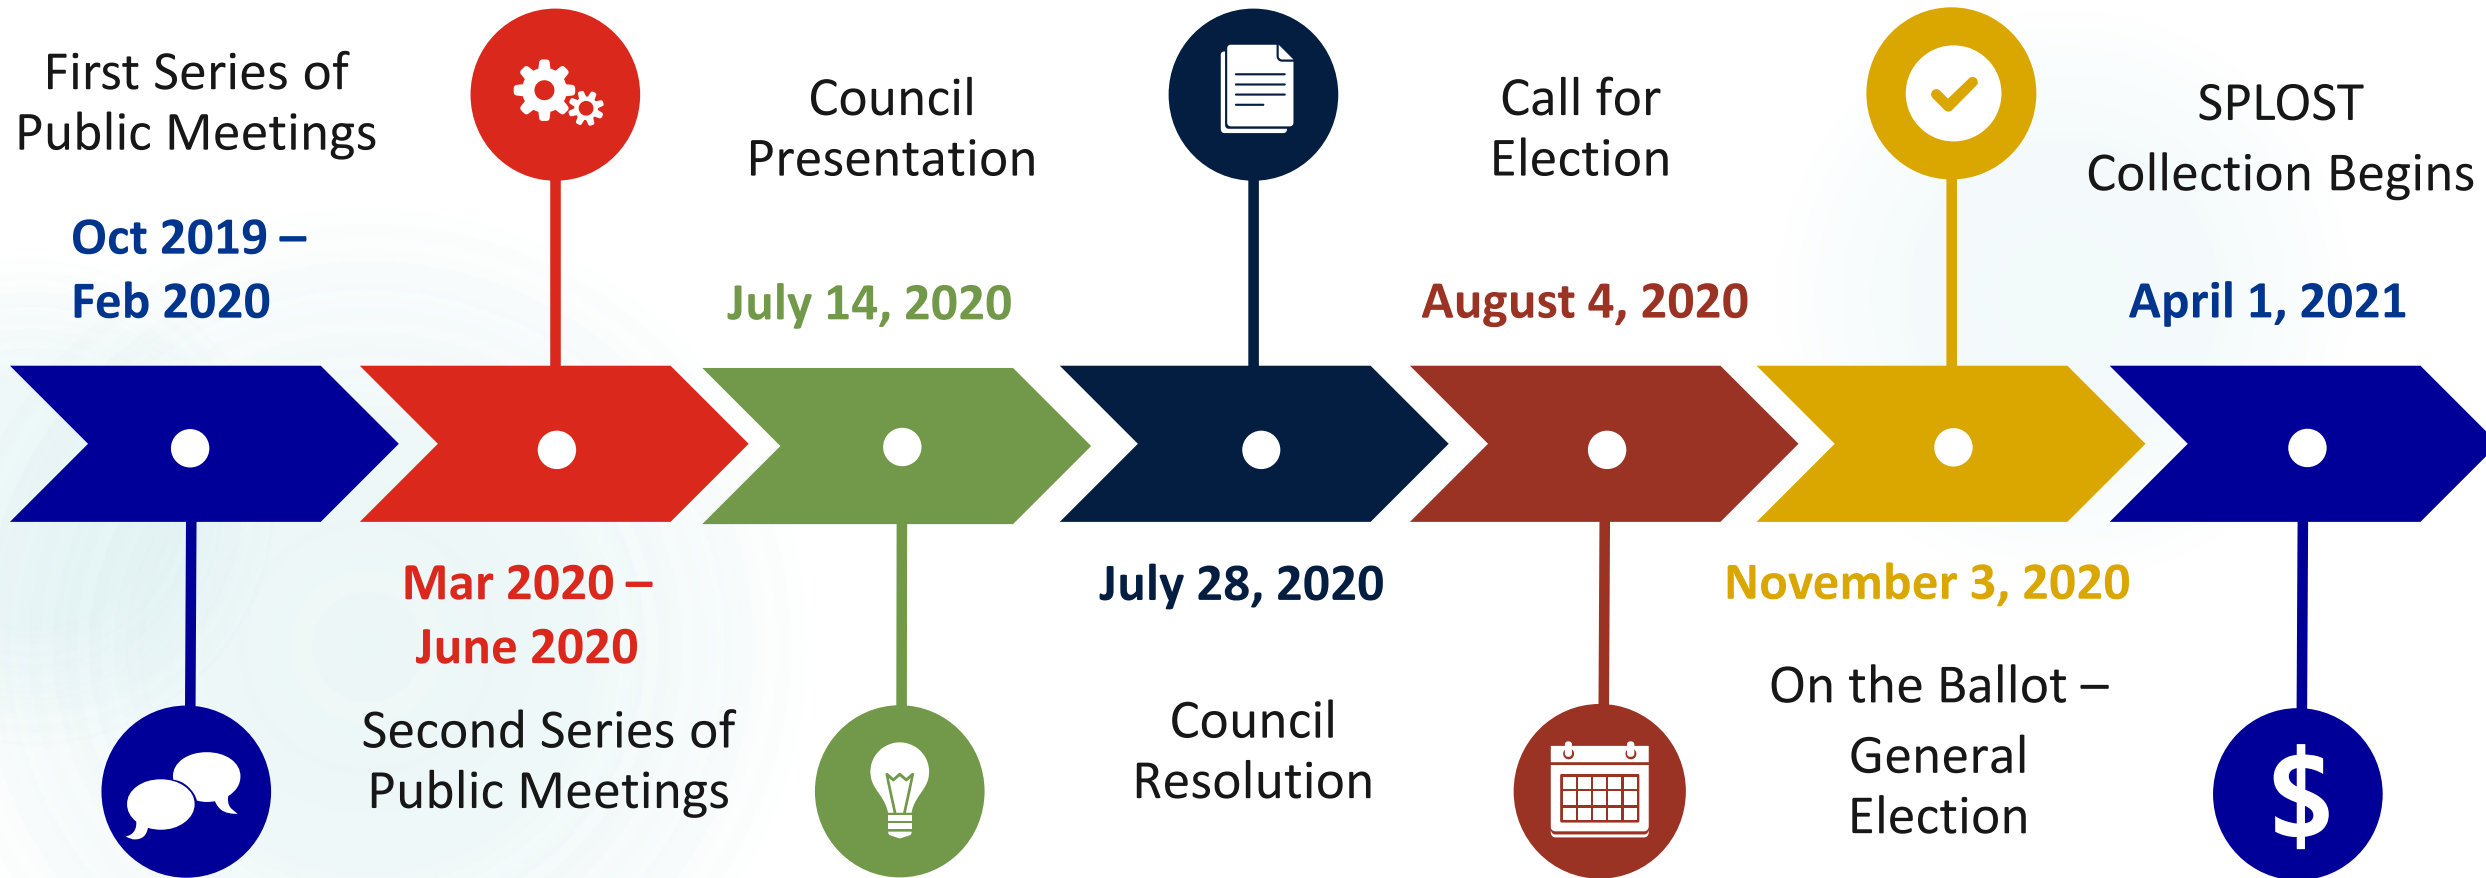 First Series of
Public Meetings
Oct 2019 –
Feb 2020
Mar 2020 –
June 2020
Second Series of
Public Meetings
Council
Presentation
July 14, 2020
July 28, 2020
Council
Resolution
Call for
Election
August 4, 2020
November 3, 2020
On the Ballot –
General
Election
SPLOST
Collection Begins
April 1, 2021
$